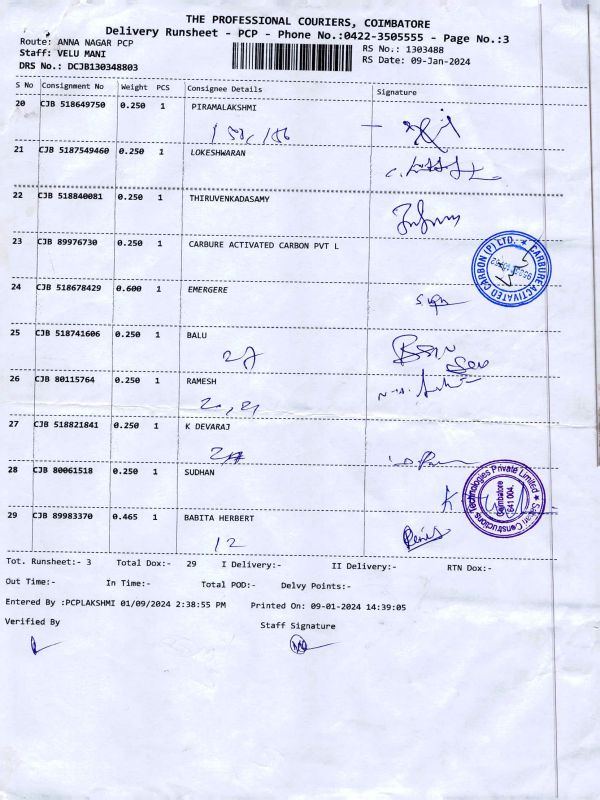 THE PROFESSIONAL COURIERS, COIMBATORE
Delivery Runsheet - PCP - Phone No.:0422-3505555 - Page No.:3
Route: ANNA NAGAR PCP
RS No.: 1303488
Staff: VELU MANI
RS Date: 09-Jan-2024
DRS No.: DCJB130348803
S No Consignment No Weight PCS Consignee Details Signature
20 CJB 518649750 0.250 1 PIRAMALAKSHMI
21 CJB 5187549460 0.250 1 LOKESHWARAN
22 CJB 518840081 0.250 1 THIRUVENKADASAMY
23 CJB 89976730 0.250 1 CARBURE ACTIVATED CARBON PVT L
CARBURE ACTIVATED CARBON (P) LTD.
24 CJB 518678429 0.600 1 EMERGERE
25 CJB 518741606 0.250 1 BALU
27
26 CJB 80115764 0.250 1 RAMESH
27 CJB 518821841 0.250 1 K DEVARAJ
28 CJB 80061518 0.250 1 SUDHAN
Constructions Technologies Private Limited
Coimbatore
641 004.
29 CJB 89983370 0.465 1 BABITA HERBERT
12
Tot. Runsheet:- 3 Total Dox:- 29 I Delivery:- II Delivery:- RTN Dox:-
Out Time:- In Time:- Total POD:- Delvy Points:-
Entered By :PCPLAKSHMI 01/09/2024 2:38:55 PM Printed On: 09-01-2024 14:39:05
Verified By Staff Signature